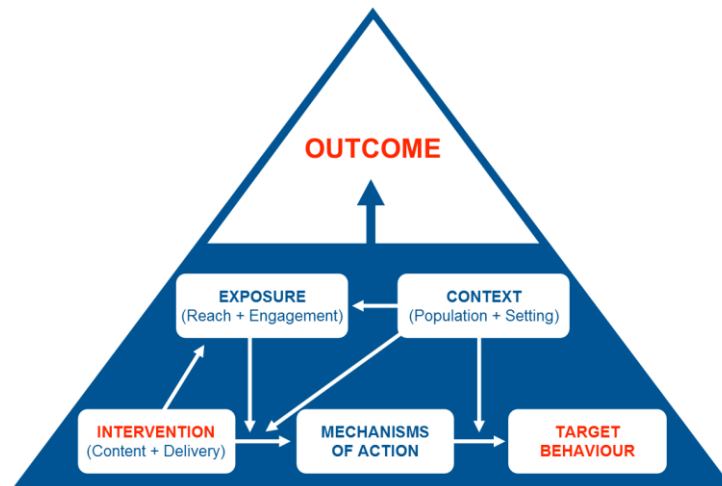 OUTCOME
EXPOSURE
(Reach + Engagement)
CONTEXT
(Population + Setting)
INTERVENTION
(Content + Delivery)
MECHANISMS
OF ACTION
TARGET
BEHAVIOUR